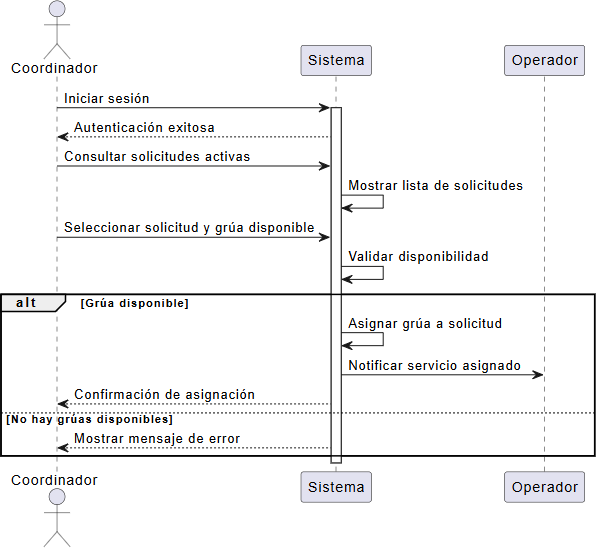 Coordinador
Sistema
Operador
Iniciar sesión
Autenticación exitosa
Consultar solicitudes activas
Mostrar lista de solicitudes
Seleccionar solicitud y grúa disponible
Validar disponibilidad
alt
[Grúa disponible]
Asignar grúa a solicitud
Notificar servicio asignado
Confirmación de asignación
[No hay grúas disponibles]
Mostrar mensaje de error
Coordinador
Sistema
Operador